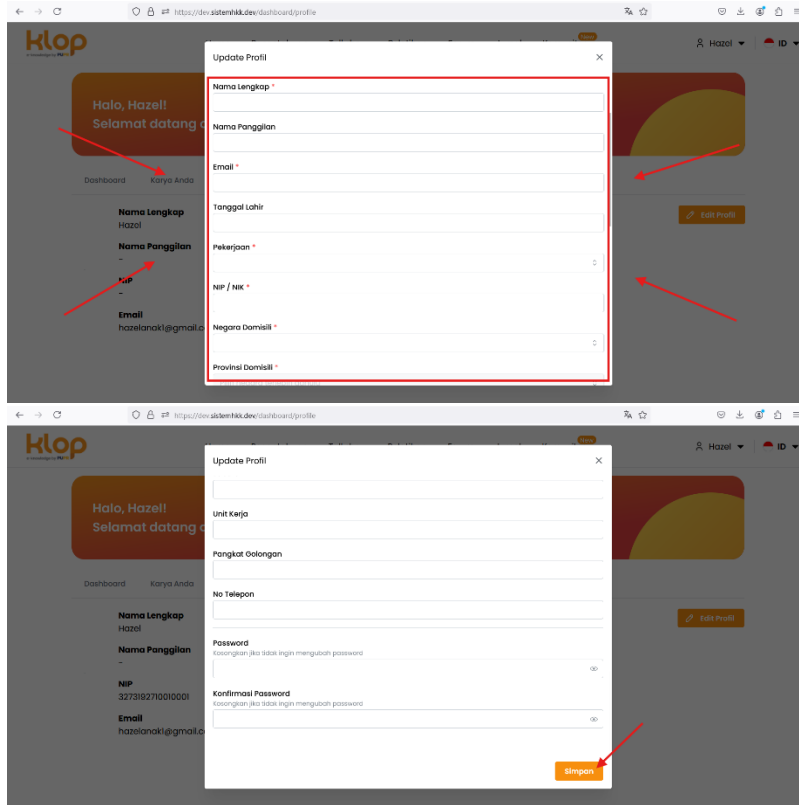 https://dev.sistemhkk.dev/dashboard/profile
klop
New
Hazel
ID
Update Profil
Halo, Hazel!
Selamat datang d
Dashboard Karya Anda
Nama Lengkap
Hazel
Nama Panggilan
-
NIP
-
Email
hazelanak1@gmail.c
Edit Profil
Nama Lengkap *
Nama Panggilan
Email *
Tanggal Lahir
Pekerjaan *
NIP / NIK *
Negara Domisili *
Provinsi Domisili *
https://dev.sistemhkk.dev/dashboard/profile
klop
New
Hazel
ID
Update Profil
Halo, Hazel!
Selamat datang d
Dashboard Karya Anda
Nama Lengkap
Hazel
Nama Panggilan
-
NIP
3273192710010001
Email
hazelanak1@gmail.c
Edit Profil
Unit Kerja
Pangkat Golongan
No Telepon
Password
Kosongkan jika tidak ingin mengubah password
Konfirmasi Password
Kosongkan jika tidak ingin mengubah password
Simpan